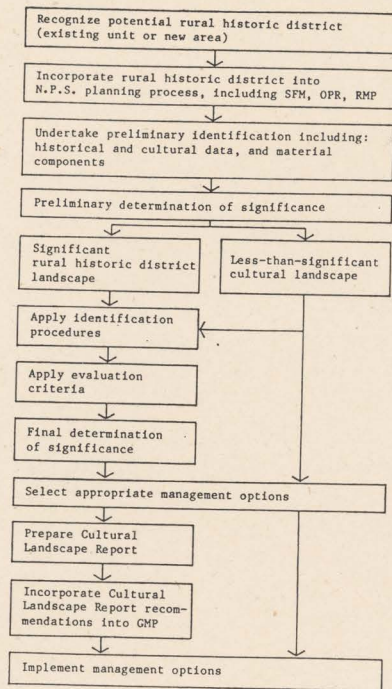 Recognize potential rural historic district
(existing unit or new area)
Incorporate rural historic district into
N.P.S. planning process, including SFM, OPR, RMP
Undertake preliminary identification including:
historical and cultural data, and material
components
Preliminary determination of significance
Significant
rural historic district
landscape
Less-than-significant
cultural landscape
Apply identification
procedures
Apply evaluation
criteria
Final determination
of significance
Select appropriate management options
Prepare Cultural
Landscape Report
Incorporate Cultural
Landscape Report recom-
mendations into GMP
Implement management options